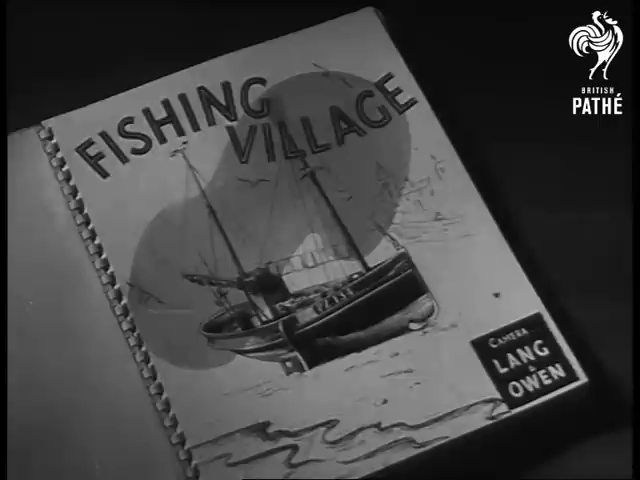 FISHING
VILLAGE
CAMERA
LANG
&
OWEN
BRITISH
PATHÉ